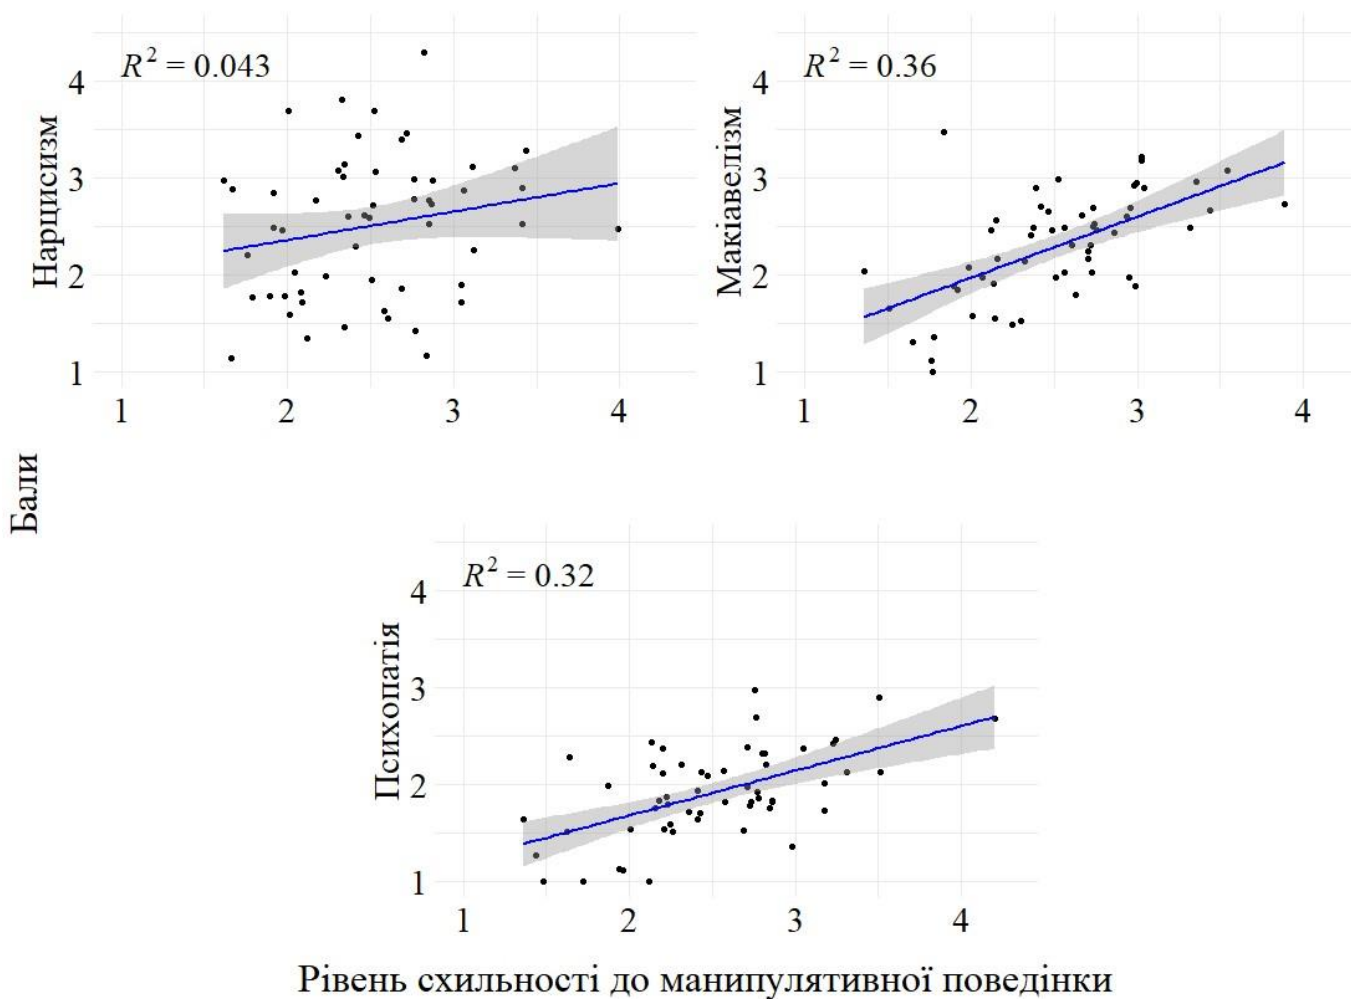 R² = 0.043
Нарцисизм
4
3
2
1
1 2 3 4
R² = 0.36
Макіавелізм
4
3
2
1
1 2 3 4
Бали
R² = 0.32
Психопатія
4
3
2
1
1 2 3 4
Рівень схильності до манипулятивної поведінки